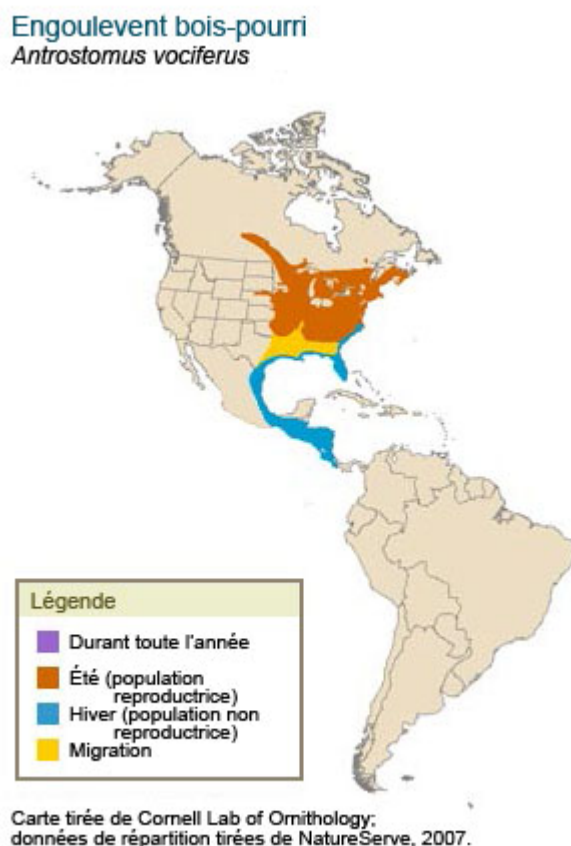 Engoulevent bois-pourri
Antrostomus vociferus
Légende
Durant toute l'année
Été (population
reproductrice)
Hiver (population non
reproductrice)
Migration
Carte tirée de Cornell Lab of Ornithology;
données de répartition tirées de NatureServe, 2007.